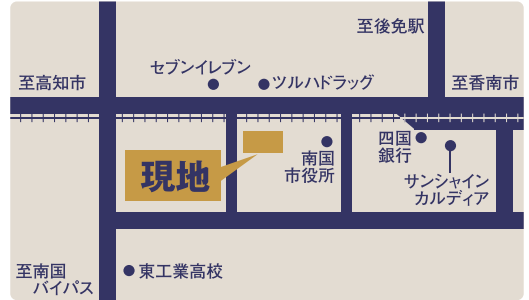 至後免駅
セブンイレブン
ツルハドラッグ
至高知市
至香南市
四国
銀行
南国
市役所
現地
サンシャイン
カルディア
至南国
バイパス
東工業高校